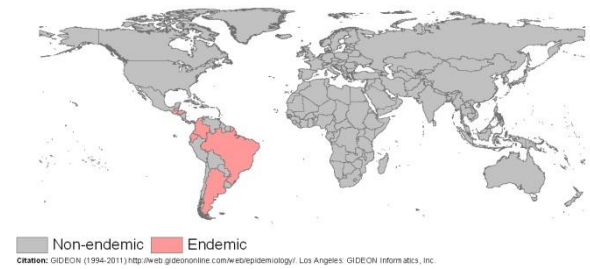 Non-endemic Endemic
Citation: GIDEON (1994-2011) http://web.gideononline.com/web/epidemiology/. Los Angeles: GIDEON Informatics, Inc.